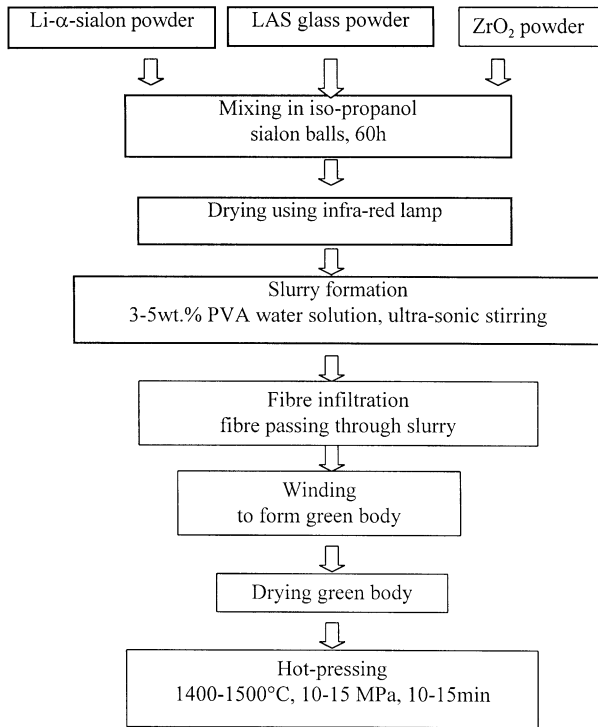 Li-α-sialon powder
LAS glass powder
ZrO₂ powder
Mixing in iso-propanol
sialon balls, 60h
Drying using infra-red lamp
Slurry formation
3-5wt.% PVA water solution, ultra-sonic stirring
Fibre infiltration
fibre passing through slurry
Winding
to form green body
Drying green body
Hot-pressing
1400-1500°C, 10-15 MPa, 10-15min